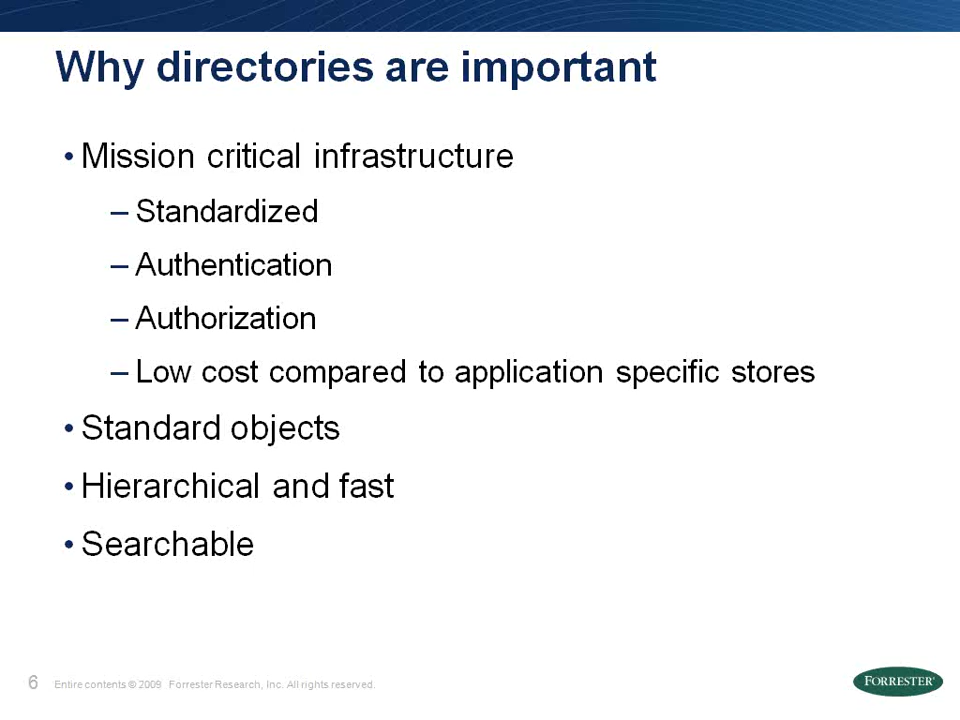 Why directories are important
• Mission critical infrastructure
– Standardized
– Authentication
– Authorization
– Low cost compared to application specific stores
• Standard objects
• Hierarchical and fast
• Searchable
6 Entire contents © 2009 Forrester Research, Inc. All rights reserved.
FORRESTER®